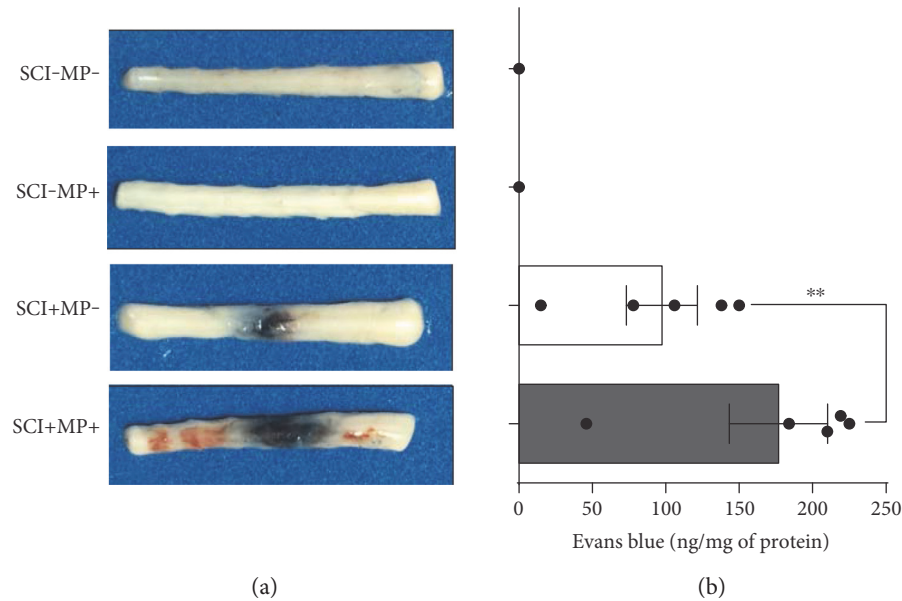 SCI-MP-
SCI-MP+
SCI+MP-
SCI+MP+
**
0 50 100 150 200 250
Evans blue (ng/mg of protein)
(a) (b)